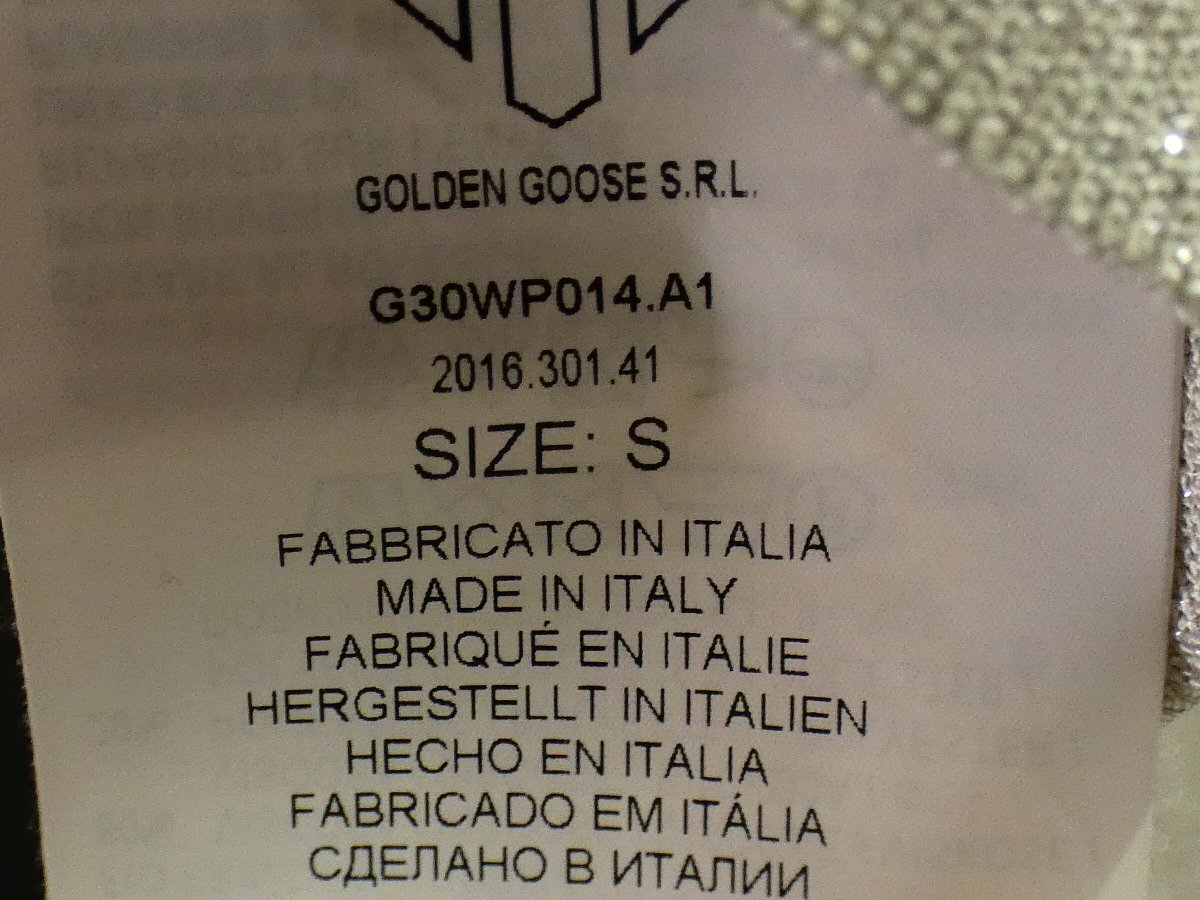 GOLDEN GOOSE S.R.L.
G30WP014.A1
2016.301.41
SIZE: S
FABBRICATO IN ITALIA
MADE IN ITALY
FABRIQUÉ EN ITALIE
HERGESTELLT IN ITALIEN
HECHO EN ITALIA
FABRICADO EM ITÁLIA
СДЕЛАНО В ИТАЛИИ